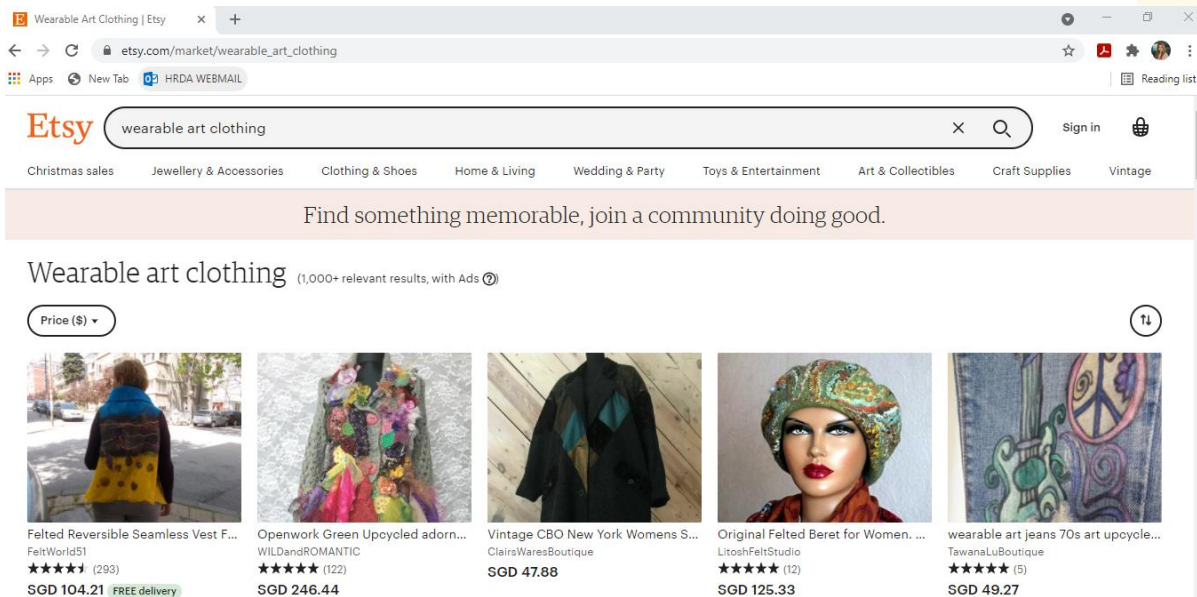 Wearable Art Clothing | Etsy
etsy.com/market/wearable_art_clothing
Apps New Tab HRDA WEBMAIL Reading list
Etsy wearable art clothing Sign in
Christmas sales Jewellery & Accessories Clothing & Shoes Home & Living Wedding & Party Toys & Entertainment Art & Collectibles Craft Supplies Vintage
Find something memorable, join a community doing good.
Wearable art clothing (1,000+ relevant results, with Ads ?)
Price ($)
Felted Reversible Seamless Vest F... Openwork Green Upcycled adorn... Vintage CBO New York Womens S... Original Felted Beret for Women. ... wearable art jeans 70s art upcycle...
FeltWorld51 WILDandROMANTIC ClairsWaresBoutique LitoshFeltStudio TawanaLuBoutique
★★★★★ (293) ★★★★★ (122) ★★★★★ (12) ★★★★★ (5)
SGD 104.21 FREE delivery SGD 246.44 SGD 47.88 SGD 125.33 SGD 49.27